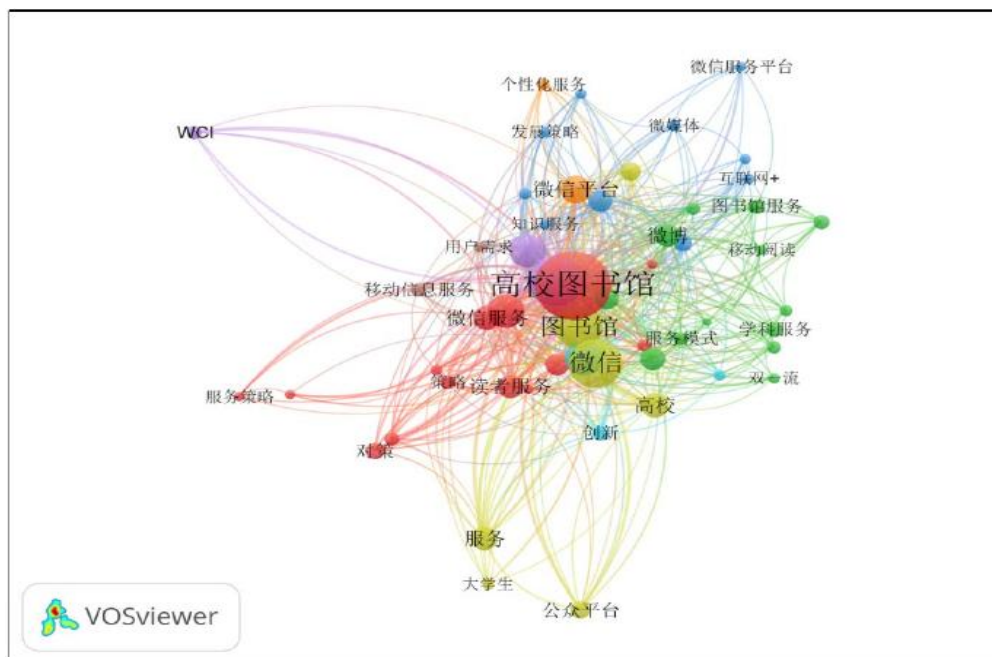 个性化服务
微信服务平台
WCI
发展策略
微媒体
微信平台
互联网+
图书馆服务
知识服务
微博
用户需求
移动阅读
高校图书馆
移动信息服务
微信服务
图书馆
学科服务
服务模式
微信
策略
读者服务
双一流
服务策略
高校
创新
对策
服务
大学生
公众平台
VOSviewer